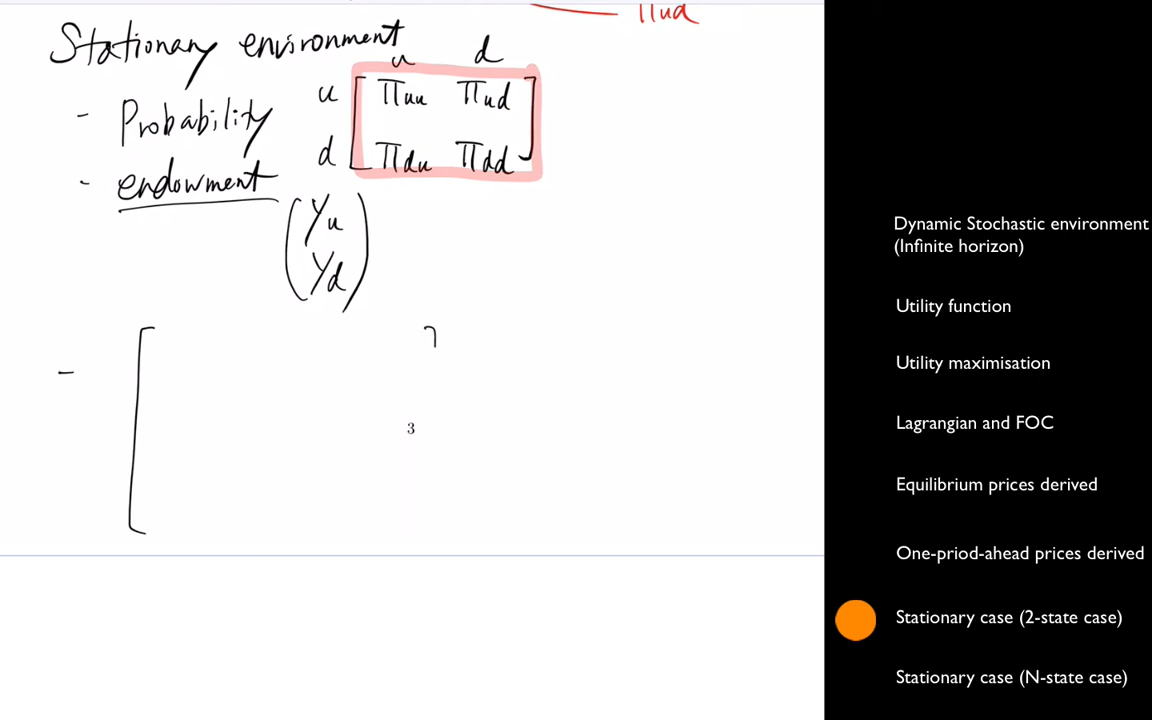 πud
Stationary environment
u d
- Probability u [ πuu πud
- endowment d πdu πdd ]
( Yu
Yd )
- [
3
Dynamic Stochastic environment
(Infinite horizon)
Utility function
Utility maximisation
Lagrangian and FOC
Equilibrium prices derived
One-priod-ahead prices derived
Stationary case (2-state case)
Stationary case (N-state case)